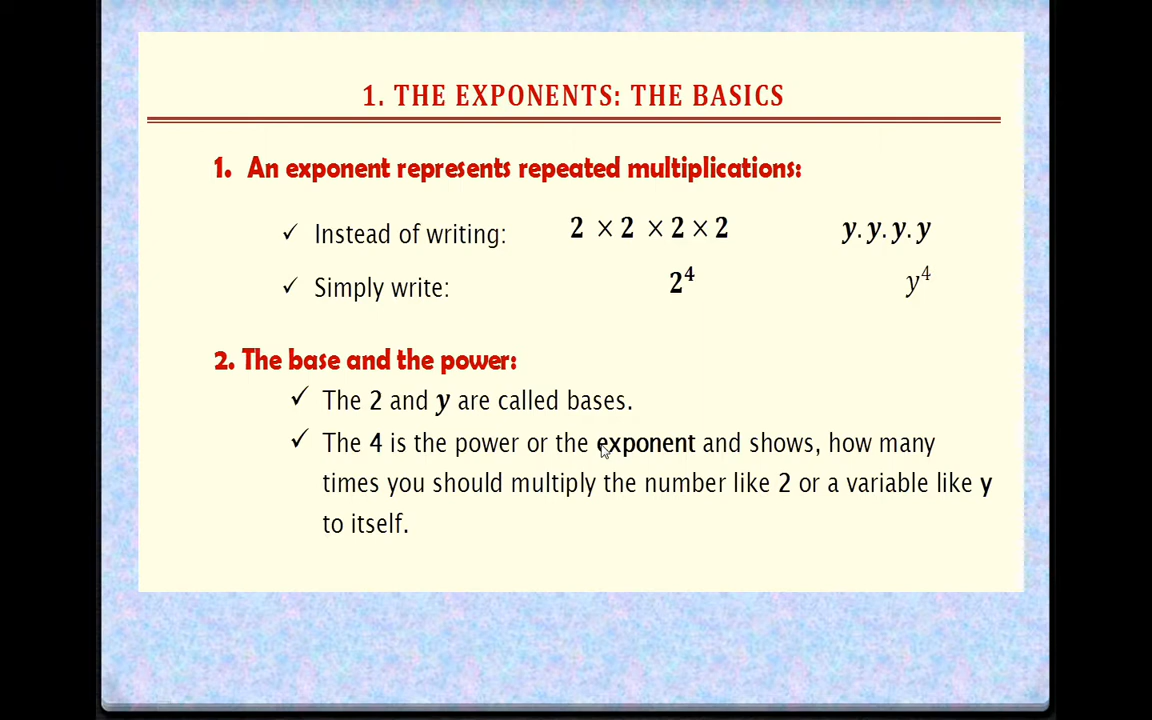 1. THE EXPONENTS: THE BASICS
1. An exponent represents repeated multiplications:
✓ Instead of writing: 2 × 2 × 2 × 2 y. y. y. y
✓ Simply write: 2⁴ y⁴
2. The base and the power:
✓ The 2 and y are called bases.
✓ The 4 is the power or the exponent and shows, how many
times you should multiply the number like 2 or a variable like y
to itself.